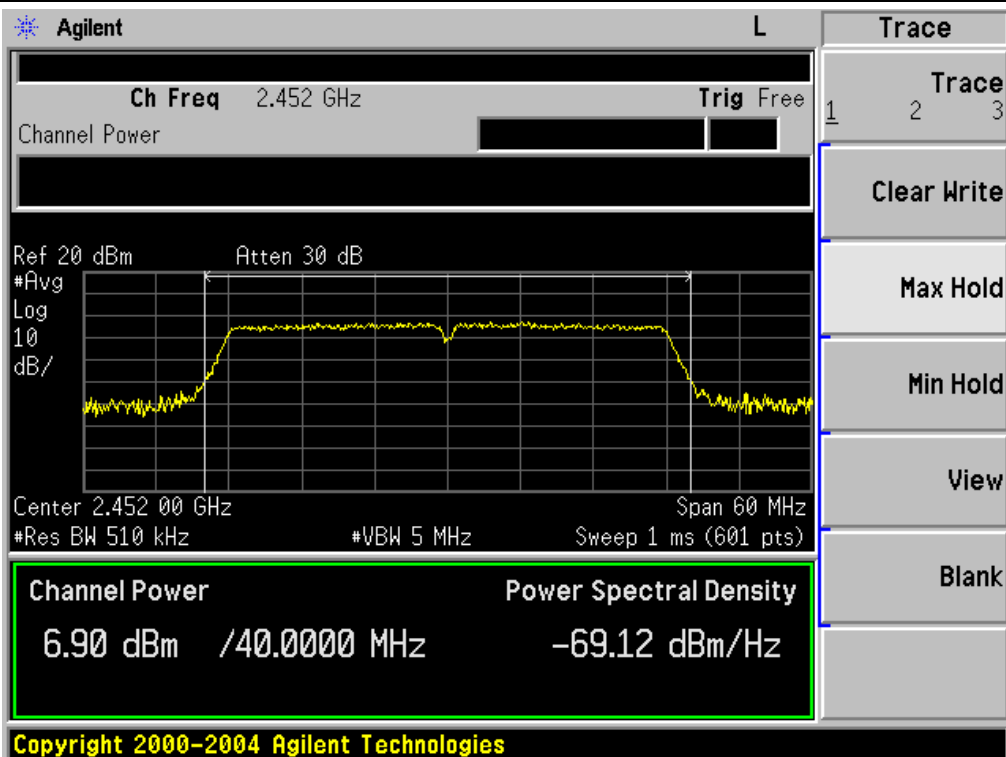 Agilent L Trace
Ch Freq 2.452 GHz Trig Free
Channel Power
Trace
1 2 3
Clear Write
Max Hold
Min Hold
View
Blank
Ref 20 dBm Atten 30 dB
#Avg
Log
10
dB/
Center 2.452 00 GHz Span 60 MHz
#Res BW 510 kHz #VBW 5 MHz Sweep 1 ms (601 pts)
Channel Power Power Spectral Density
6.90 dBm /40.0000 MHz -69.12 dBm/Hz
Copyright 2000-2004 Agilent Technologies